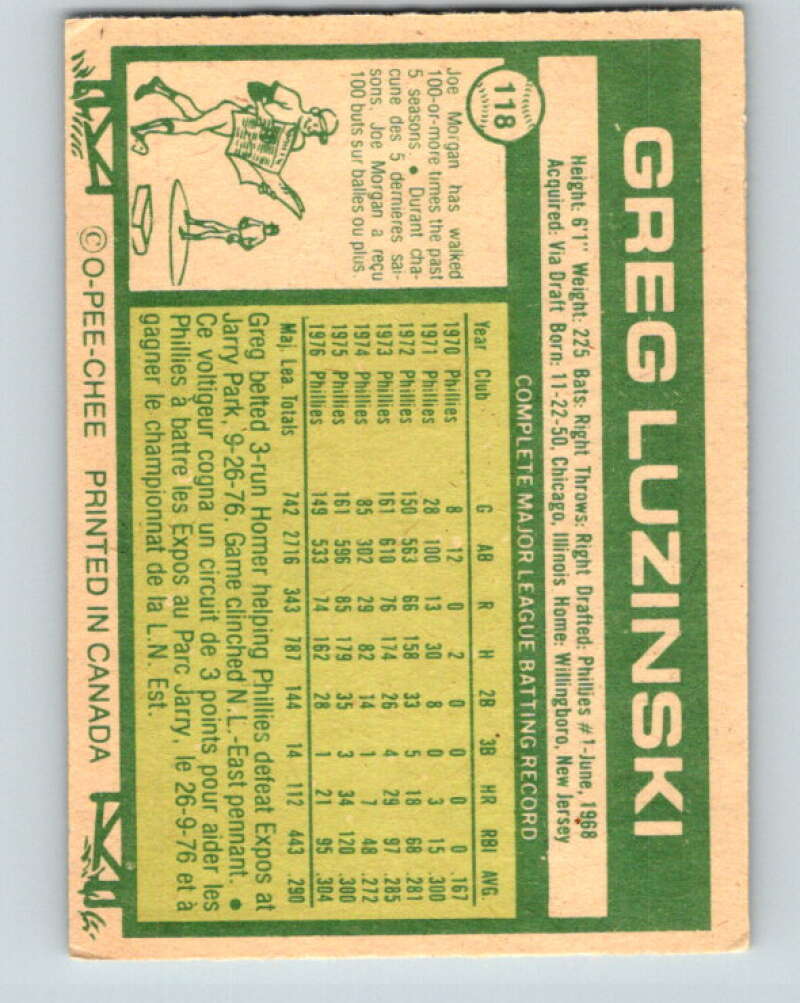 118
GREG LUZINSKI
Height: 6'1" Weight: 225 Bats: Right Throws: Right Drafted: Phillies #1-June, 1968
Acquired: Via Draft Born: 11-22-50, Chicago, Illinois Home: Willingboro, New Jersey
COMPLETE MAJOR LEAGUE BATTING RECORD
Joe Morgan has walked
100-or-more times the past
5 seasons. • Durant cha-
cune des 5 dernières sai-
sons, Joe Morgan a reçu
100 buts sur balles ou plus.
Year Club G AB R H 2B 3B HR RBI AVG.
1970 Phillies 8 12 0 2 0 0 0 0 .167
1971 Phillies 28 100 13 30 8 0 3 15 .300
1972 Phillies 150 563 66 158 33 5 18 68 .281
1973 Phillies 161 610 76 174 26 4 29 97 .285
1974 Phillies 85 302 29 82 14 1 7 48 .272
1975 Phillies 161 596 85 179 35 3 34 120 .300
1976 Phillies 149 533 74 162 28 1 21 95 .304
Maj. Lea. Totals 742 2716 343 787 144 14 112 443 .290
Greg belted 3-run Homer helping Phillies defeat Expos at
Jarry Park, 9-26-76. Game clinched N.L.-East pennant. •
Ce voltigeur cogna un circuit de 3 points pour aider les
Phillies à battre les Expos au Parc Jarry, le 26-9-76 et à
gagner le championnat de la L.N. Est.
© O-PEE-CHEE PRINTED IN CANADA